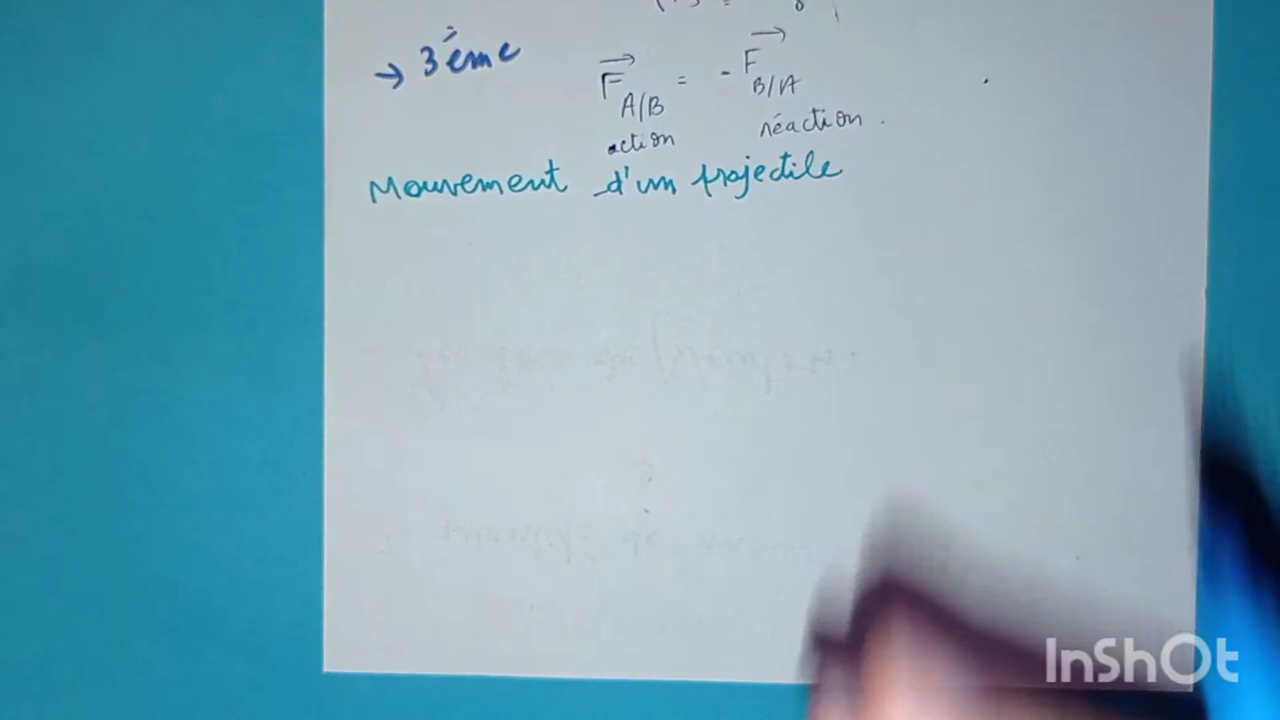 → 3ème
F A/B = - F B/A
action réaction.
Mouvement d'un projectile
InShOt